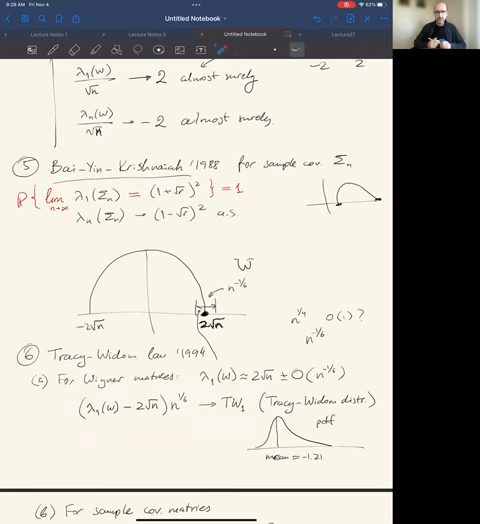 9:28 AM Fri Nov 4
62%
Untitled Notebook
Lecture Notes 1
Lecture Notes 3
Untitled Notebook
Lecture27
λ₁(W)/√n → 2 almost surely
-2 2
λₙ(W)/√n → -2 almost surely.
⑤ Bai-Yin-Krishnaiah '1988 for sample cov. Σₙ
P{ lim n→∞ λ₁(Σₙ) = (1+√r)² } = 1
λₙ(Σₙ) → (1-√r)² a.s.
W
n^{-1/6}
-2√n 2√n
n^{1/4} O(1)?
n^{-1/6}
⑥ Tracy-Widom law '1994
(a) For Wigner matrices: λ₁(W) ≈ 2√n ± O(n^{-1/6})
(λ₁(W) - 2√n) n^{1/6} → TW₁ (Tracy-Widom distr.)
pdf
mean = -1.21
(b) For sample cov. matries